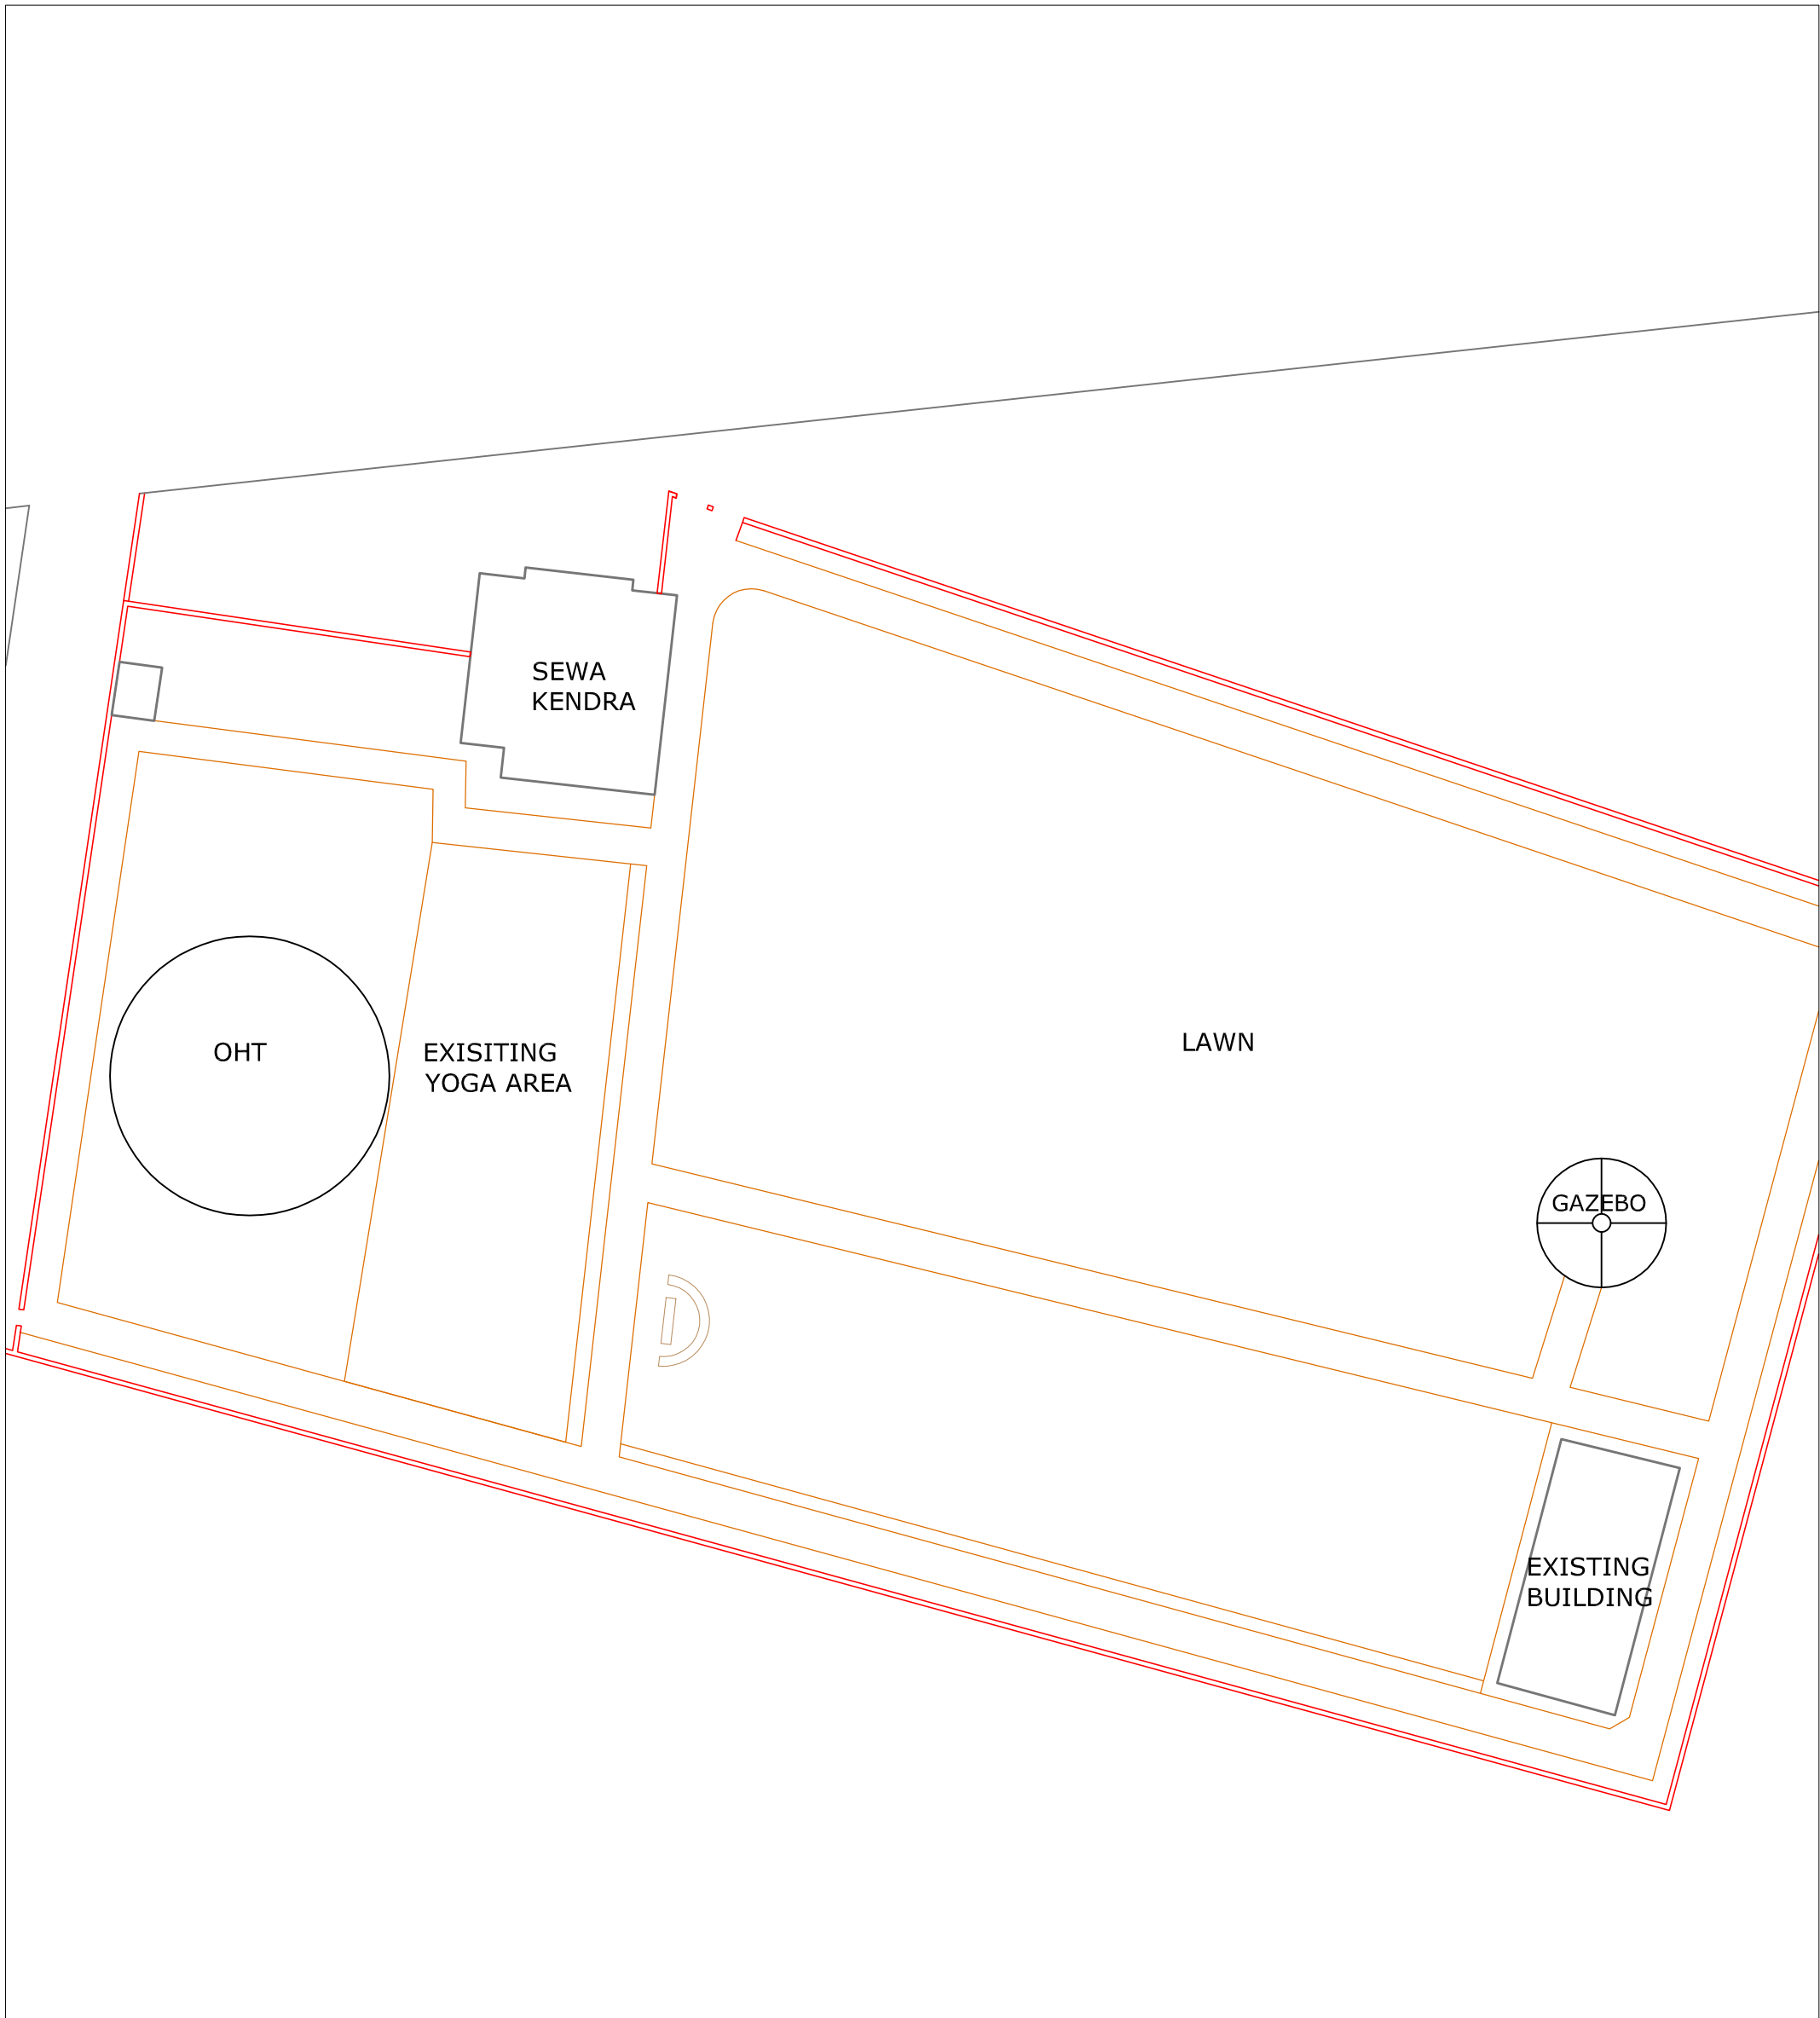 SEWA
KENDRA
OHT
EXISITING
YOGA AREA
LAWN
GAZEBO
EXISTING
BUILDING